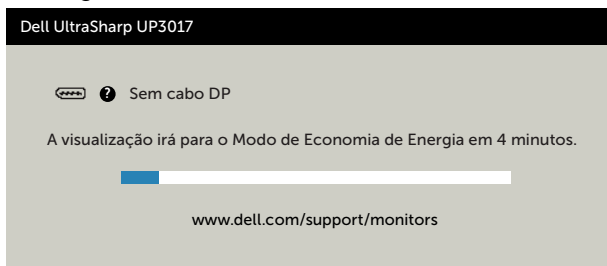 Dell UltraSharp UP3017
? Sem cabo DP
A visualização irá para o Modo de Economia de Energia em 4 minutos.
www.dell.com/support/monitors